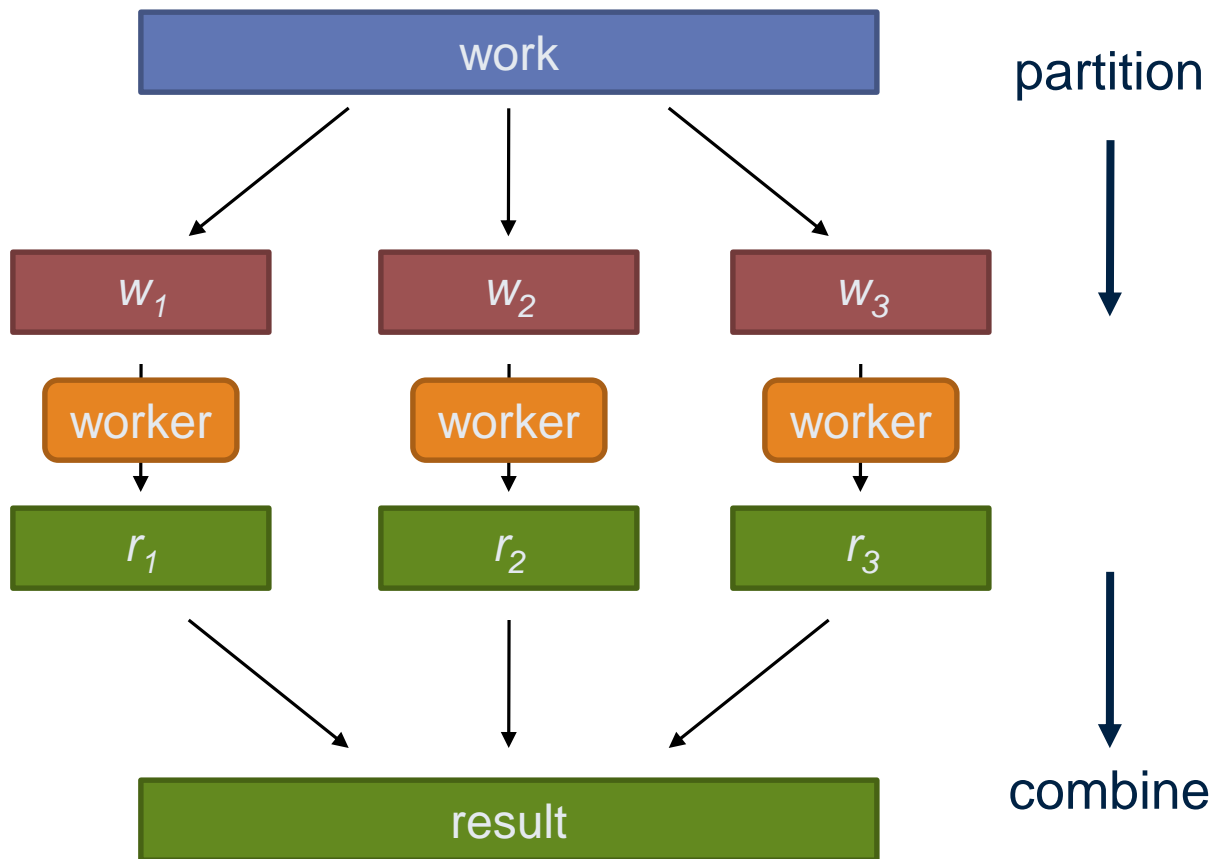 work
partition
w1
w2
w3
worker
worker
worker
r1
r2
r3
combine
result